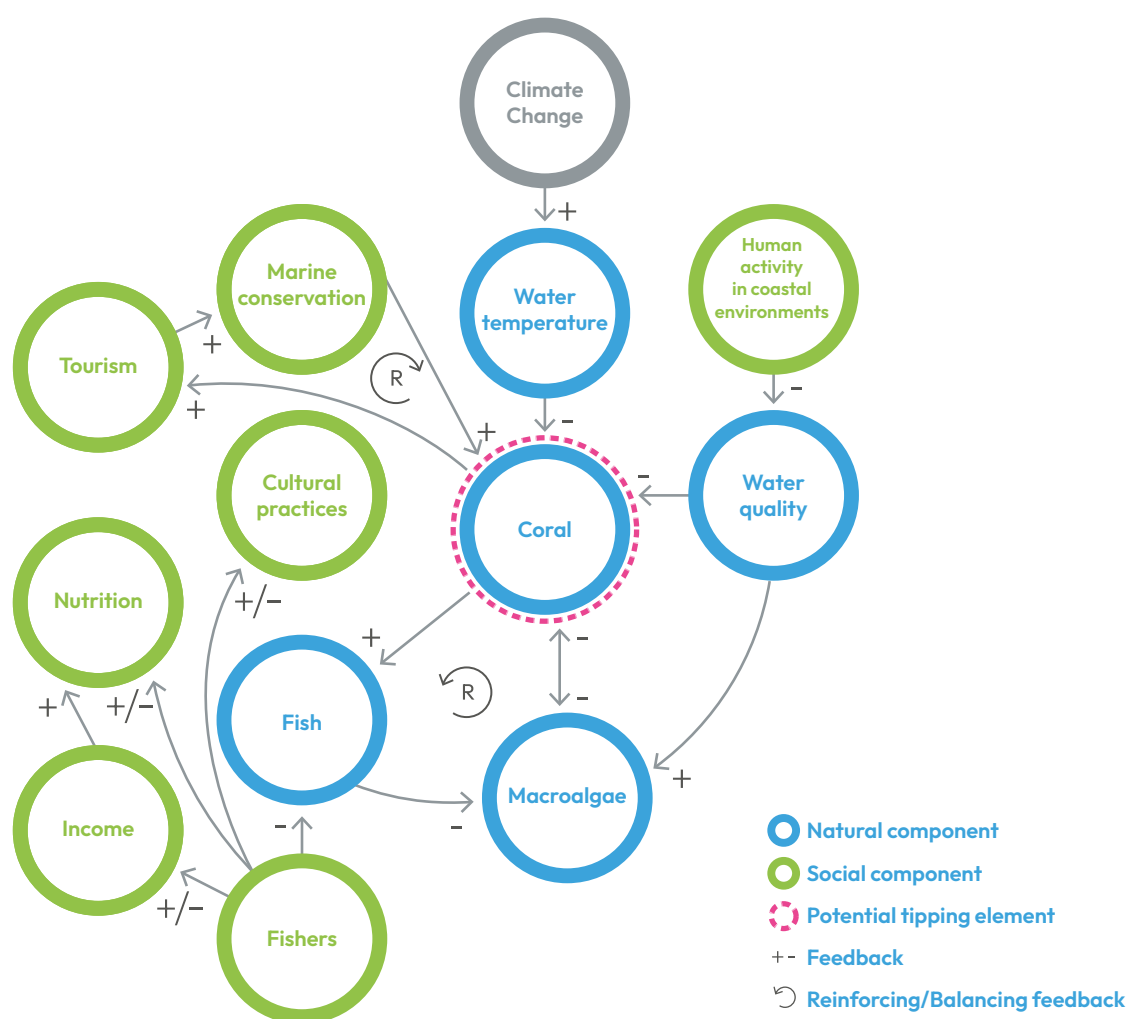 Climate
Change
+
Marine
conservation
Human
activity
in coastal
environments
Water
temperature
+
Tourism
R
-
+
-
+
Cultural
practices
-
Water
quality
Coral
Nutrition
+/-
+
-
+
+/-
R
-
Fish
+
Macroalgae
Income
-
-
+/-
Fishers
Natural component
Social component
Potential tipping element
+- Feedback
Reinforcing/Balancing feedback